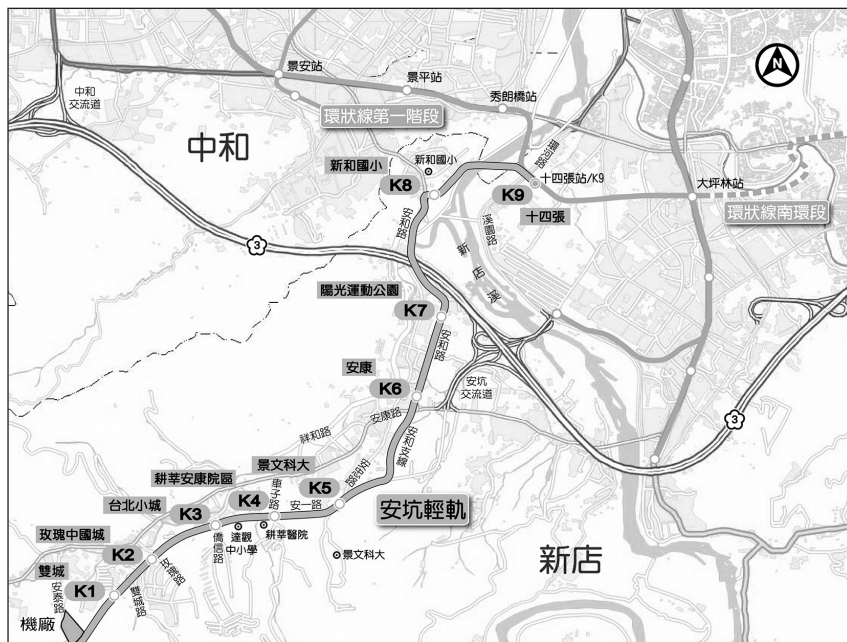 景安站
景平站
秀朗橋站
中和
交流道
環狀線第一階段
中和
新和國小
新和國小
K8
環河路
十四張站/K9
K9
十四張
大坪林站
環狀線南環段
N
安和路
溪園路
新店溪
3
陽光運動公園
K7
安和路
安康
K6
安坑
交流道
3
安康路
祥和路
安和支線
景文科大
K5
安一路
安坑輕軌
耕莘安康院區
K4
車子路
台北小城
K3
僑信路
達觀
中小學
耕莘醫院
景文科大
玫瑰中國城
K2
玫瑰路
新店
雙城
K1
安泰路
雙城路
機廠